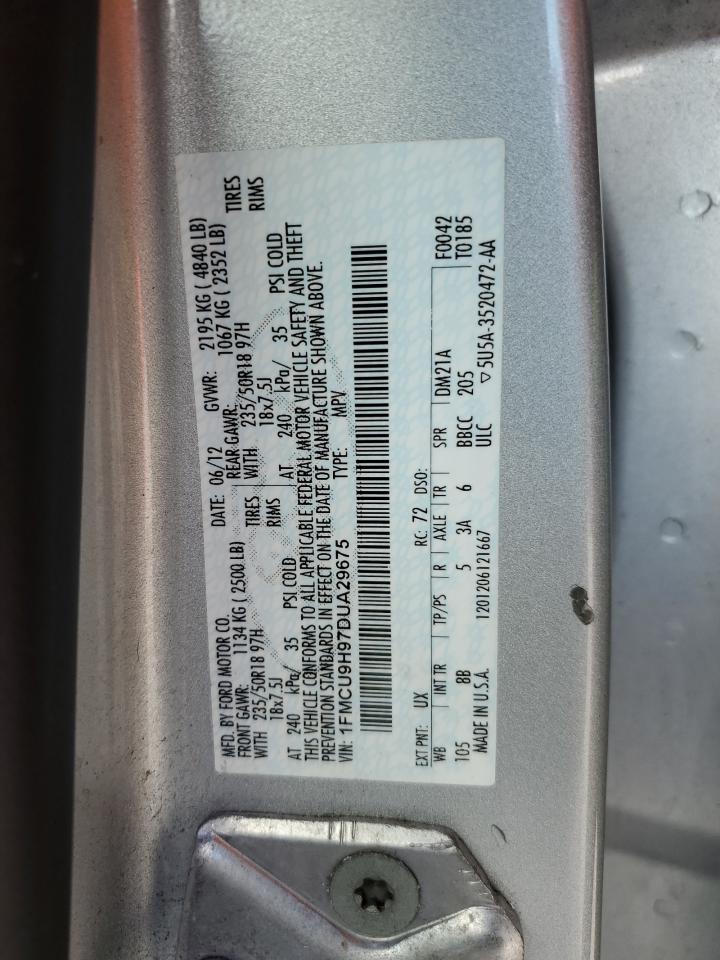 MFD. BY FORD MOTOR CO.
DATE: 06/12 GVWR: 2195 KG ( 4840 LB)
FRONT GAWR: 1134 KG ( 2500 LB) REAR GAWR: 1067 KG ( 2352 LB)
WITH 235/50R18 97H TIRES WITH 235/50R18 97H TIRES
18x7.5J RIMS 18x7.5J RIMS
AT 240 kPa/ 35 PSI COLD AT 240 kPa/ 35 PSI COLD
THIS VEHICLE CONFORMS TO ALL APPLICABLE FEDERAL MOTOR VEHICLE SAFETY AND THEFT
PREVENTION STANDARDS IN EFFECT ON THE DATE OF MANUFACTURE SHOWN ABOVE.
VIN: 1FMCU9H97DUA29675 TYPE: MPV
EXT PNT: UX RC: 72 DSO: F0042
WB INT TR TP/PS R AXLE TR SPR DM21A T0185
105 8B 5 3A 6 BBCC 205
MADE IN U.S.A. 1201206121667 ULC ▽5U5A-3520472-AA